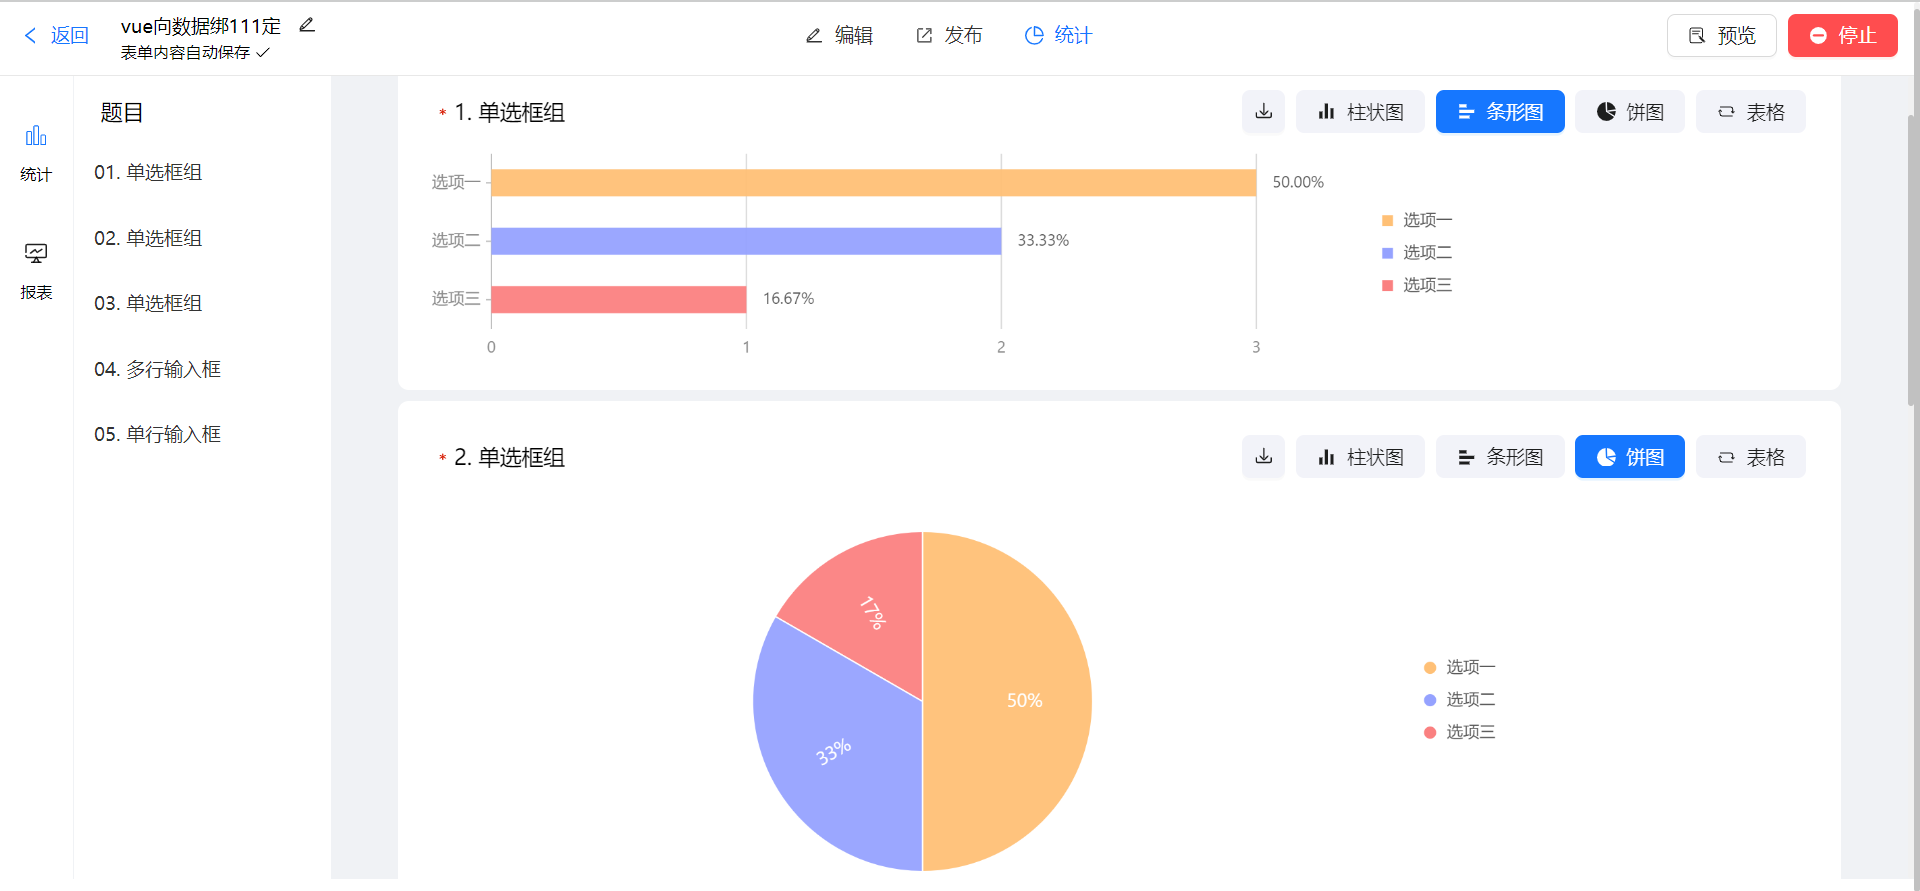 返回
vue向数据绑111定
表单内容自动保存
编辑
发布
统计
预览
停止
统计
报表
题目
01. 单选框组
02. 单选框组
03. 单选框组
04. 多行输入框
05. 单行输入框
* 1. 单选框组
柱状图
条形图
饼图
表格
选项一
50.00%
选项二
33.33%
选项三
16.67%
0 1 2 3
选项一
选项二
选项三
* 2. 单选框组
柱状图
条形图
饼图
表格
17%
50%
33%
选项一
选项二
选项三